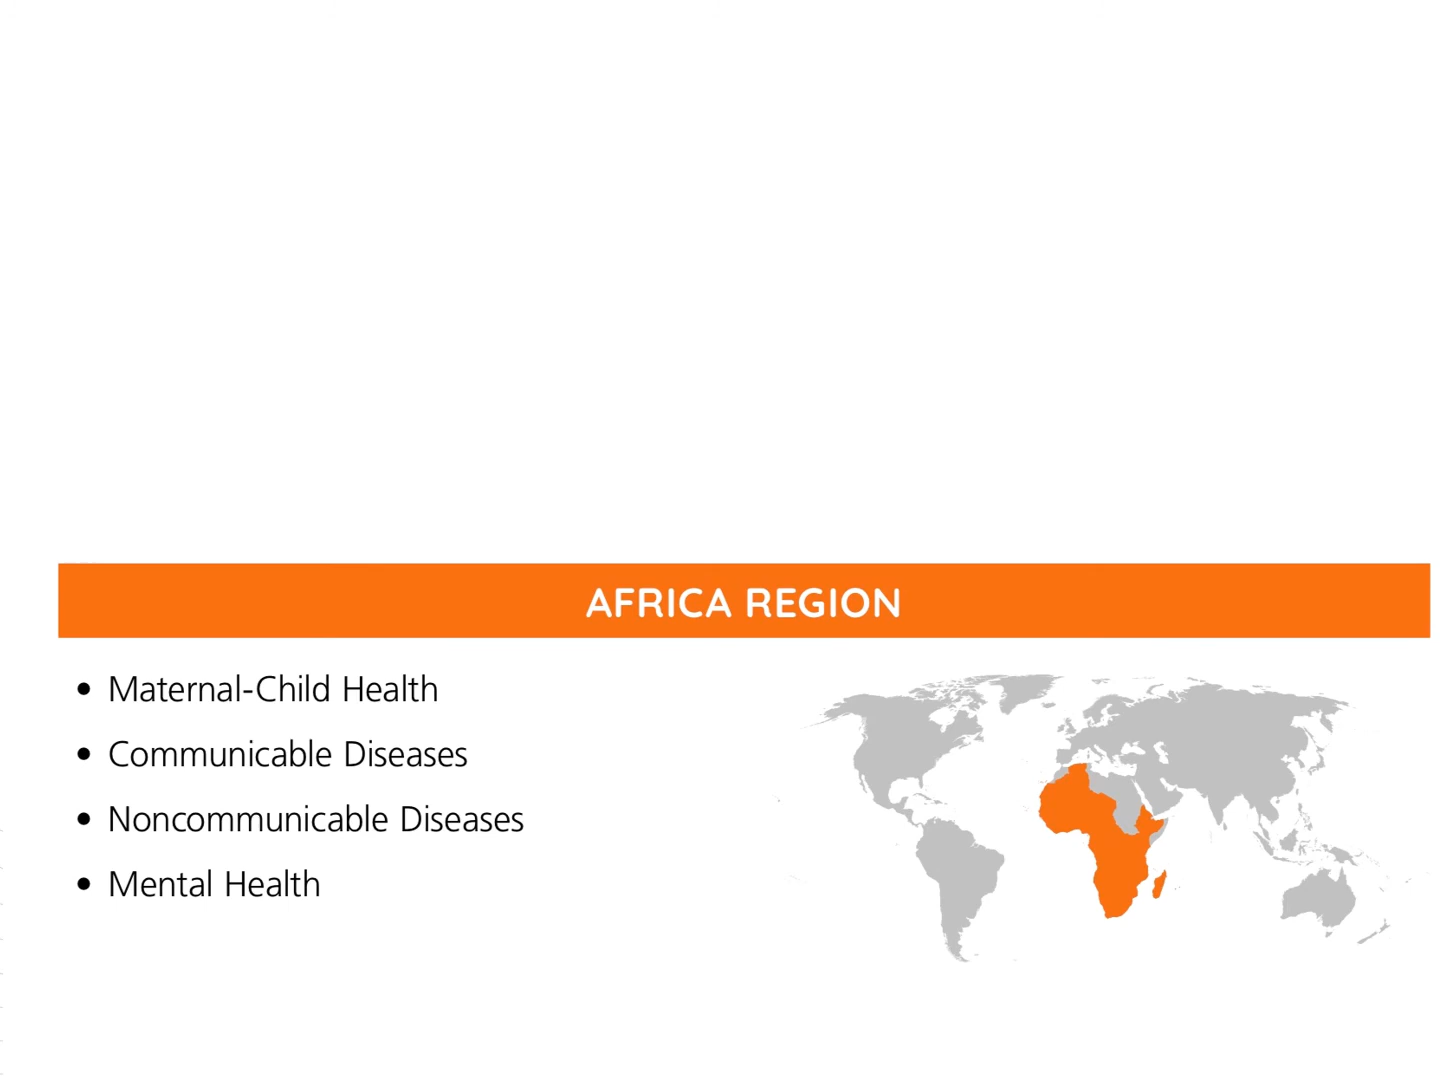 AFRICA REGION
• Maternal-Child Health
• Communicable Diseases
• Noncommunicable Diseases
• Mental Health